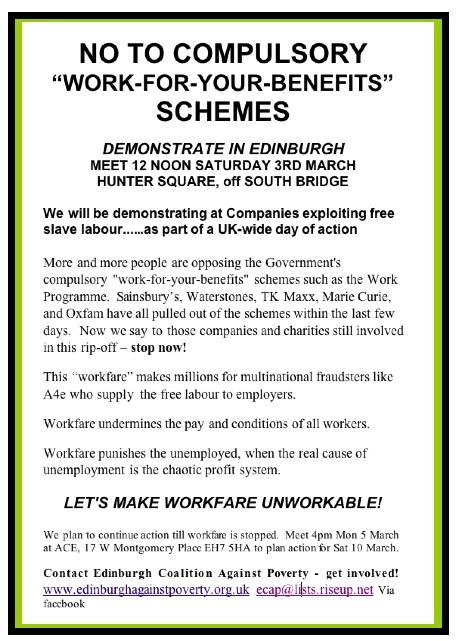 NO TO COMPULSORY
“WORK-FOR-YOUR-BENEFITS”
SCHEMES
DEMONSTRATE IN EDINBURGH
MEET 12 NOON SATURDAY 3RD MARCH
HUNTER SQUARE, off SOUTH BRIDGE
We will be demonstrating at Companies exploiting free
slave labour......as part of a UK-wide day of action
More and more people are opposing the Government's
compulsory "work-for-your-benefits" schemes such as the Work
Programme. Sainsbury’s, Waterstones, TK Maxx, Marie Curie,
and Oxfam have all pulled out of the schemes within the last few
days. Now we say to those companies and charities still involved
in this rip-off – stop now!
This “workfare” makes millions for multinational fraudsters like
A4e who supply the free labour to employers.
Workfare undermines the pay and conditions of all workers.
Workfare punishes the unemployed, when the real cause of
unemployment is the chaotic profit system.
LET'S MAKE WORKFARE UNWORKABLE!
We plan to continue action till workfare is stopped. Meet 4pm Mon 5 March
at ACE, 17 W Montgomery Place EH7 5HA to plan action for Sat 10 March.
Contact Edinburgh Coalition Against Poverty - get involved!
www.edinburghagainstpoverty.org.uk ecap@lists.riseup.net Via
facebook